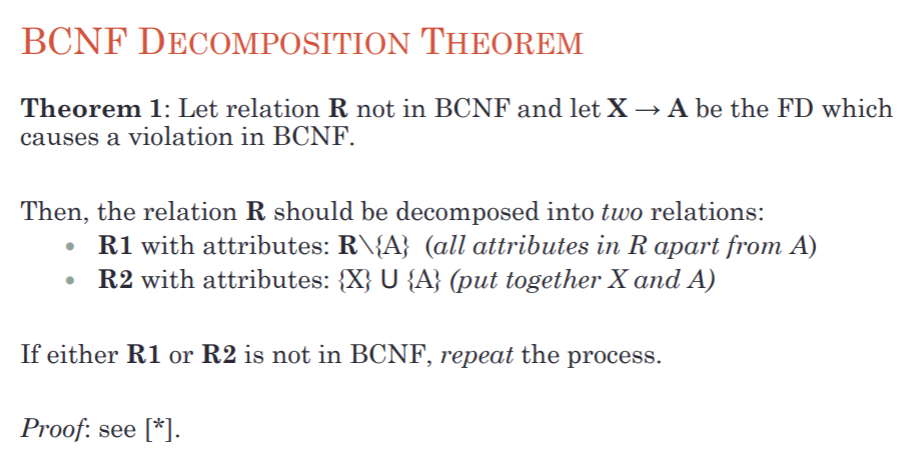 BCNF DECOMPOSITION THEOREM
Theorem 1: Let relation R not in BCNF and let X → A be the FD which
causes a violation in BCNF.
Then, the relation R should be decomposed into two relations:
• R1 with attributes: R\{A} (all attributes in R apart from A)
• R2 with attributes: {X} U {A} (put together X and A)
If either R1 or R2 is not in BCNF, repeat the process.
Proof: see [*].